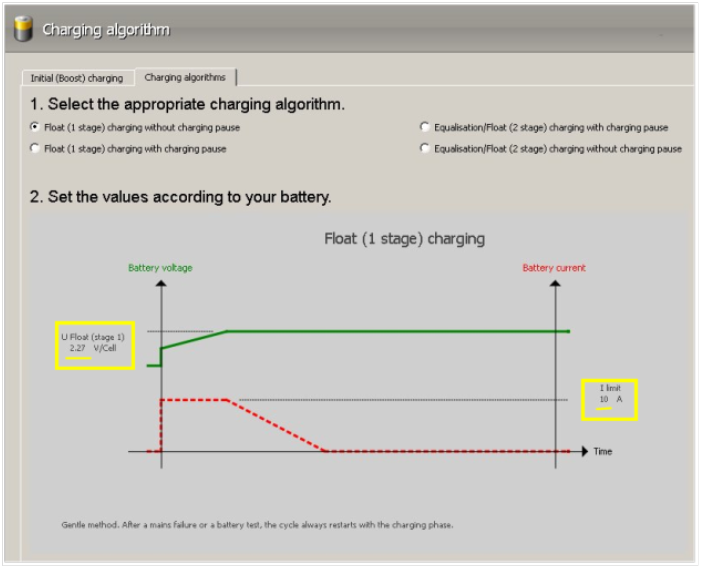 Charging algorithm
Initial (Boost) charging
Charging algorithms
1. Select the appropriate charging algorithm.
Float (1 stage) charging without charging pause
Equalisation/Float (2 stage) charging with charging pause
Float (1 stage) charging with charging pause
Equalisation/Float (2 stage) charging without charging pause
2. Set the values according to your battery.
Float (1 stage) charging
Battery voltage
Battery current
U Float (stage 1)
2.27 V/Cell
I limit
10 A
Time
Gentle method. After a mains failure or a battery test, the cycle always restarts with the charging phase.